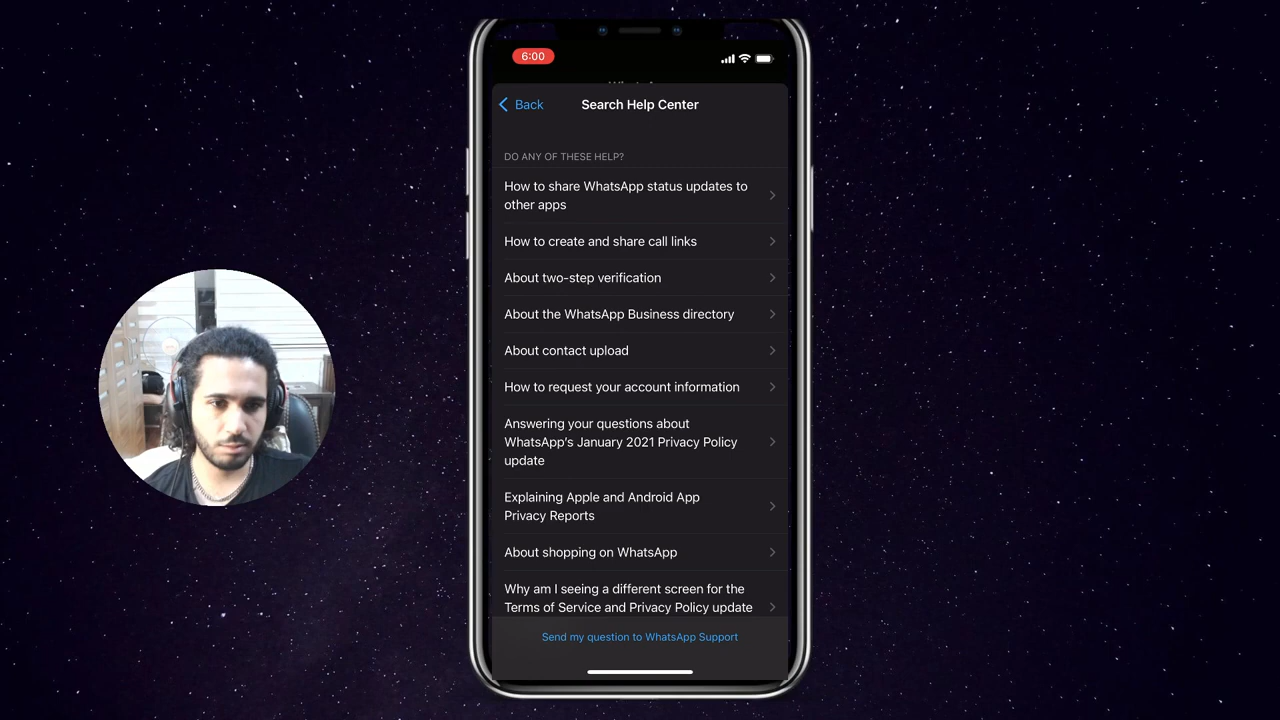 6:00
Back
Search Help Center
DO ANY OF THESE HELP?
How to share WhatsApp status updates to
other apps
How to create and share call links
About two-step verification
About the WhatsApp Business directory
About contact upload
How to request your account information
Answering your questions about
WhatsApp's January 2021 Privacy Policy
update
Explaining Apple and Android App
Privacy Reports
About shopping on WhatsApp
Why am I seeing a different screen for the
Terms of Service and Privacy Policy update
Send my question to WhatsApp Support